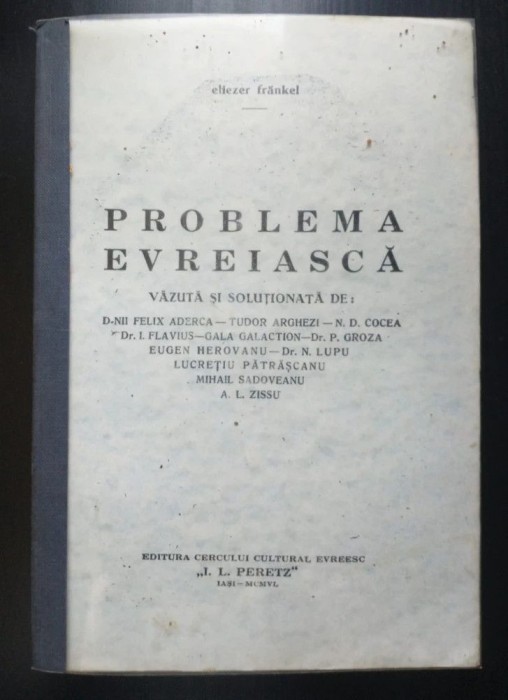 eliezer fränkel
PROBLEMA
EVREIASCĂ
VĂZUTĂ ȘI SOLUȚIONATĂ DE:
D-NII FELIX ADERCA — TUDOR ARGHEZI — N. D. COCEA
Dr. I. FLAVIUS — GALA GALACTION — Dr. P. GROZA
EUGEN HEROVANU — Dr. N. LUPU
LUCREȚIU PĂTRĂȘCANU
MIHAIL SADOVEANU
A. L. ZISSU
EDITURA CERCULUI CULTURAL EVREESC
„I. L. PERETZ"
IAȘI — MCMVL